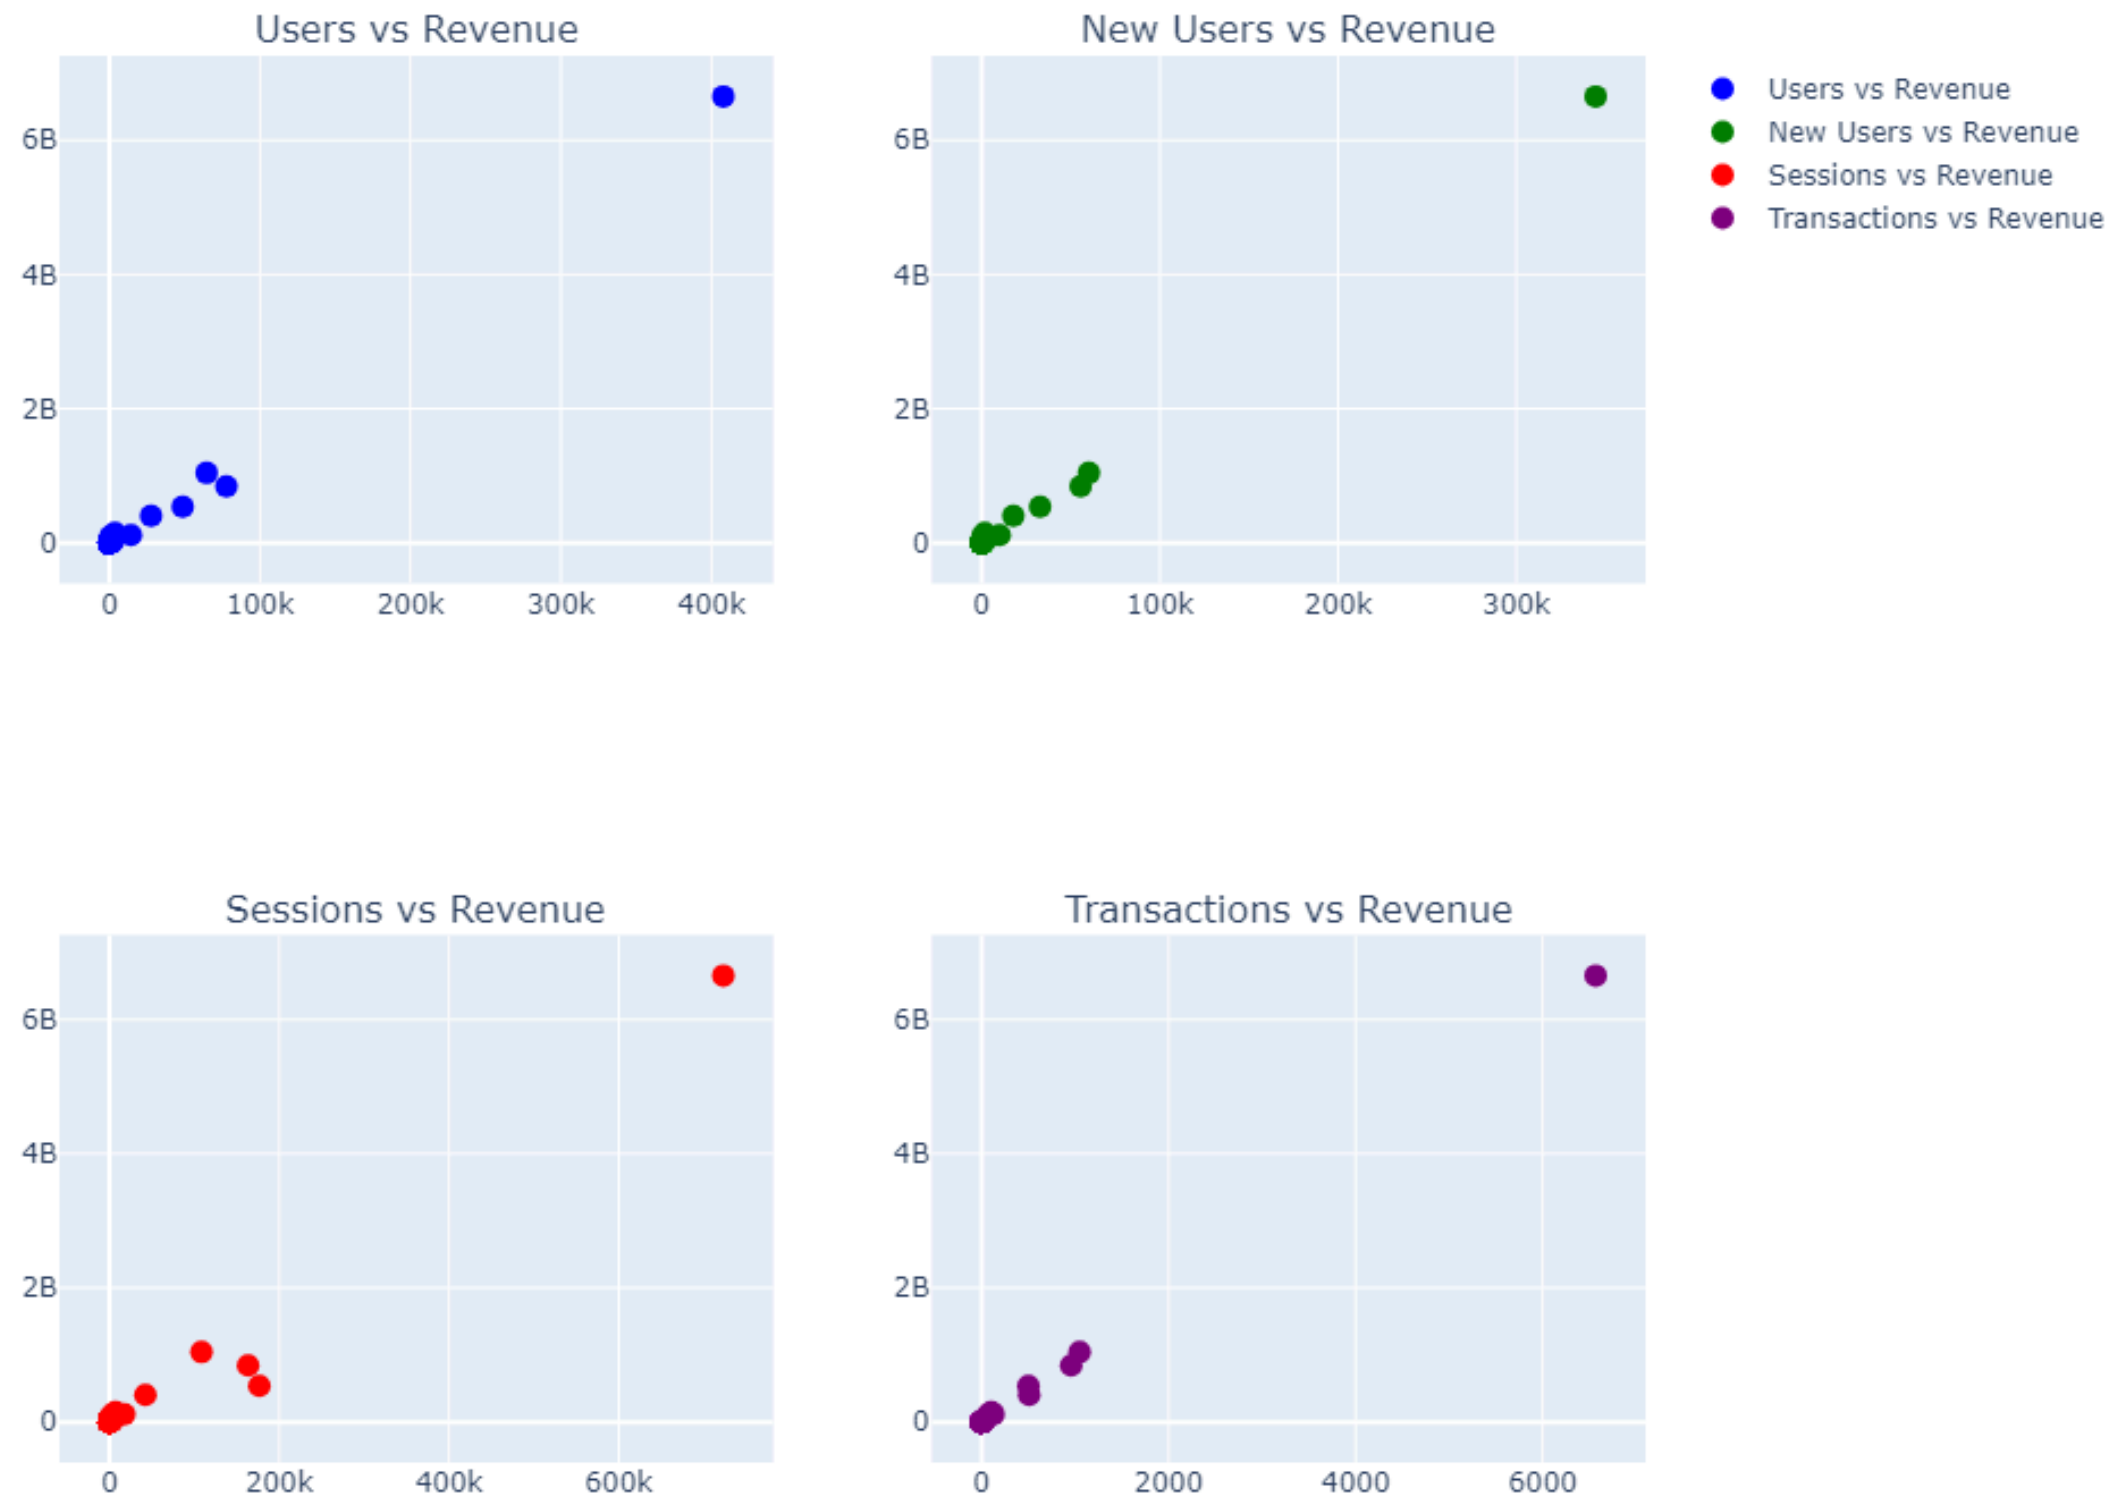 Users vs Revenue
New Users vs Revenue
Users vs Revenue
New Users vs Revenue
Sessions vs Revenue
Transactions vs Revenue
6B
4B
2B
0
0 100k 200k 300k 400k
6B
4B
2B
0
0 100k 200k 300k
Sessions vs Revenue
Transactions vs Revenue
6B
4B
2B
0
0 200k 400k 600k
6B
4B
2B
0
0 2000 4000 6000